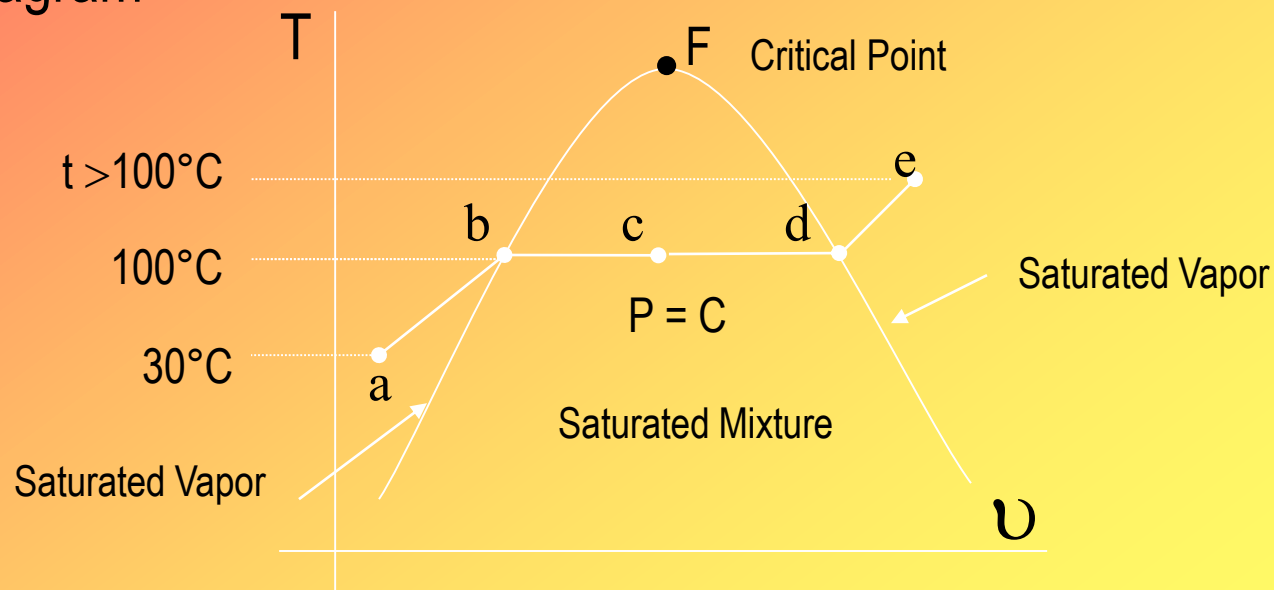 T
F
Critical Point
t >100°C
e
b
c
d
100°C
Saturated Vapor
P = C
30°C
a
Saturated Mixture
Saturated Vapor
υ